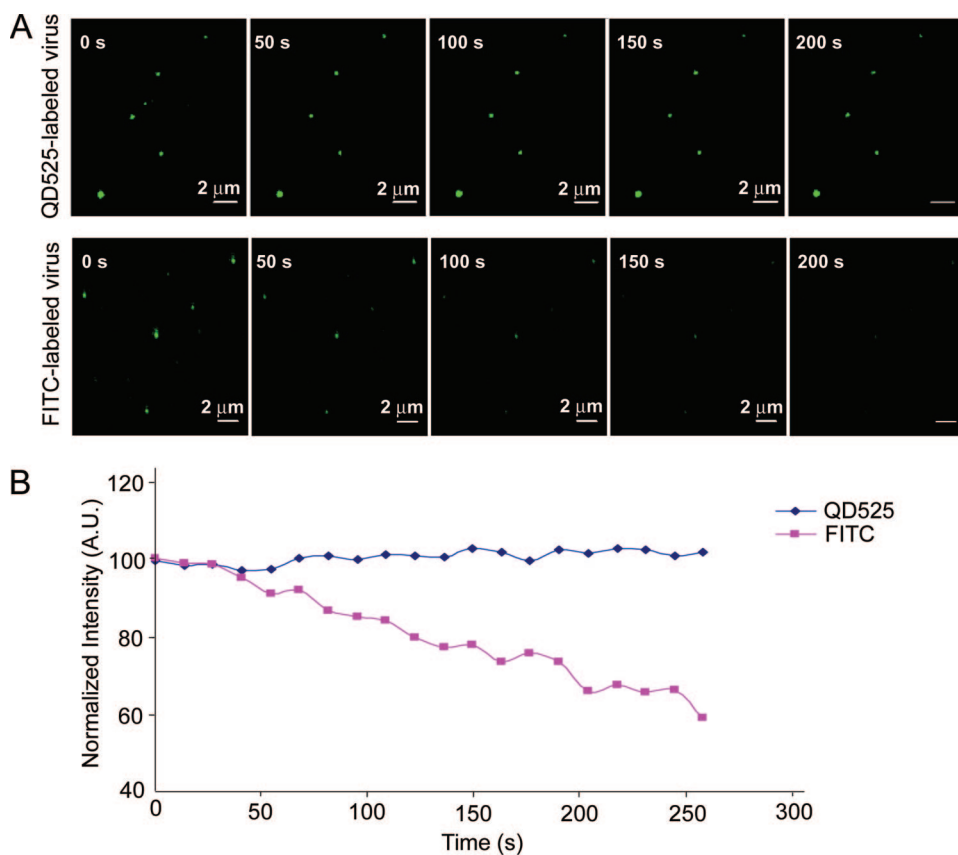 A
QD525-labeled virus
0 s 50 s 100 s 150 s 200 s
2 μm 2 μm 2 μm 2 μm
FITC-labeled virus
0 s 50 s 100 s 150 s 200 s
2 μm 2 μm 2 μm 2 μm
B
Normalized Intensity (A.U.)
120
100
80
60
40
0 50 100 150 200 250 300
Time (s)
QD525
FITC